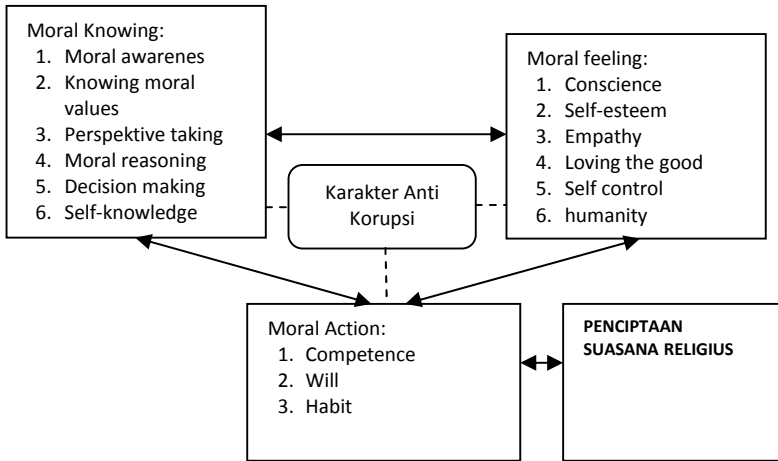 Moral Knowing:
1. Moral awarenes
2. Knowing moral
values
3. Perspektive taking
4. Moral reasoning
5. Decision making
6. Self-knowledge
Moral feeling:
1. Conscience
2. Self-esteem
3. Empathy
4. Loving the good
5. Self control
6. humanity
Karakter Anti
Korupsi
Moral Action:
1. Competence
2. Will
3. Habit
PENCIPTAAN
SUASANA RELIGIUS